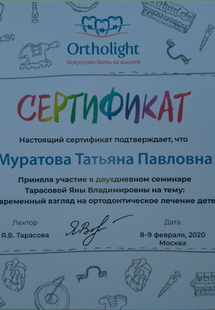 Ortholight
Искусство быть на высоте
СЕРТИФИКАТ
Настоящий сертификат подтверждает, что
Муратова Татьяна Павловна
Приняла участие в двухдневном семинаре
Тарасовой Яны Владимировны на тему:
временный взгляд на ортодонтическое лечение дете
Лектор
Дата
Я.В. Тарасова
8-9 февраля, 2020
Москва